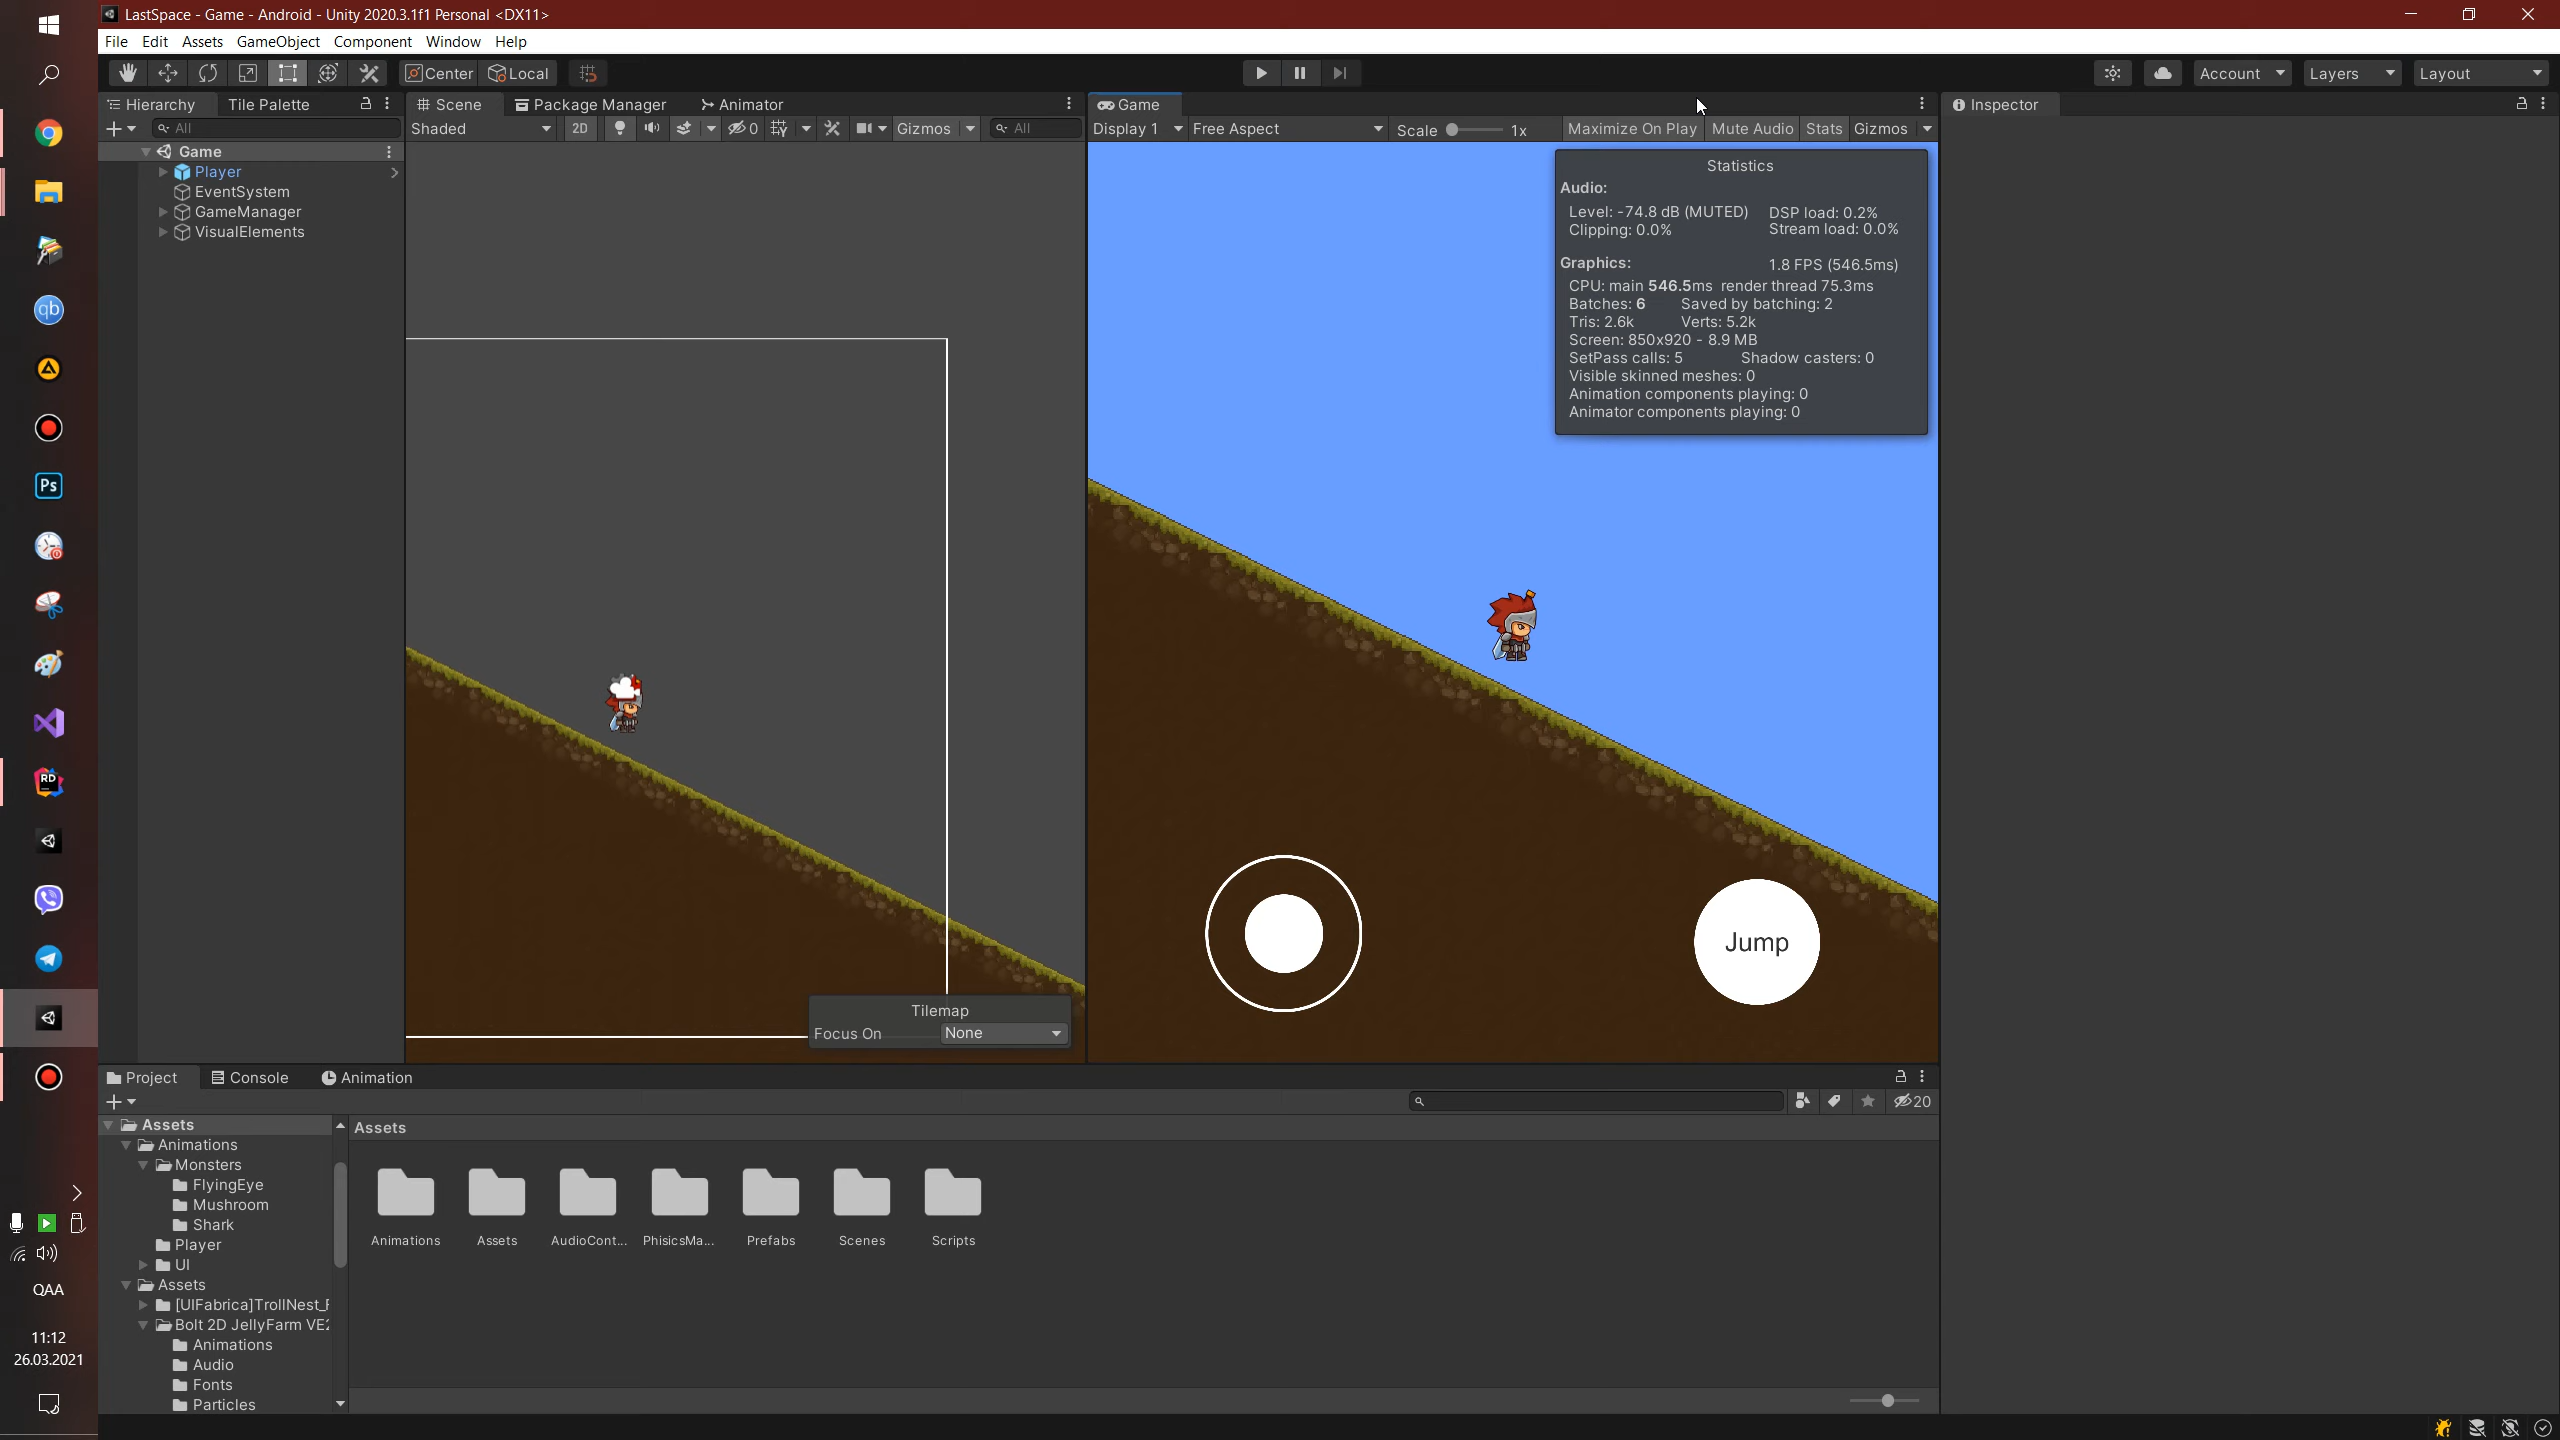 LastSpace - Game - Android - Unity 2020.3.1f1 Personal <DX11>
File Edit Assets GameObject Component Window Help
Center Local
Account Layers Layout
Hierarchy Tile Palette
All
Game
Player
EventSystem
GameManager
VisualElements
Scene Package Manager Animator
Shaded 2D 0 Gizmos All
Game
Display 1 Free Aspect Scale 1x Maximize On Play Mute Audio Stats Gizmos
Statistics
Audio:
Level: -74.8 dB (MUTED) DSP load: 0.2%
Clipping: 0.0% Stream load: 0.0%
Graphics: 1.8 FPS (546.5ms)
CPU: main 546.5ms render thread 75.3ms
Batches: 6 Saved by batching: 2
Tris: 2.6k Verts: 5.2k
Screen: 850x920 - 8.9 MB
SetPass calls: 5 Shadow casters: 0
Visible skinned meshes: 0
Animation components playing: 0
Animator components playing: 0
Jump
Tilemap
Focus On None
Inspector
Project Console Animation
20
Assets
Animations
Monsters
FlyingEye
Mushroom
Shark
Player
UI
Assets
[UIFabrica]TrollNest_F
Bolt 2D JellyFarm VE2
Animations
Audio
Fonts
Particles
Assets
Animations Assets AudioCont... PhisicsMa... Prefabs Scenes Scripts
qb
Ps
RD
QAA
11:12
26.03.2021